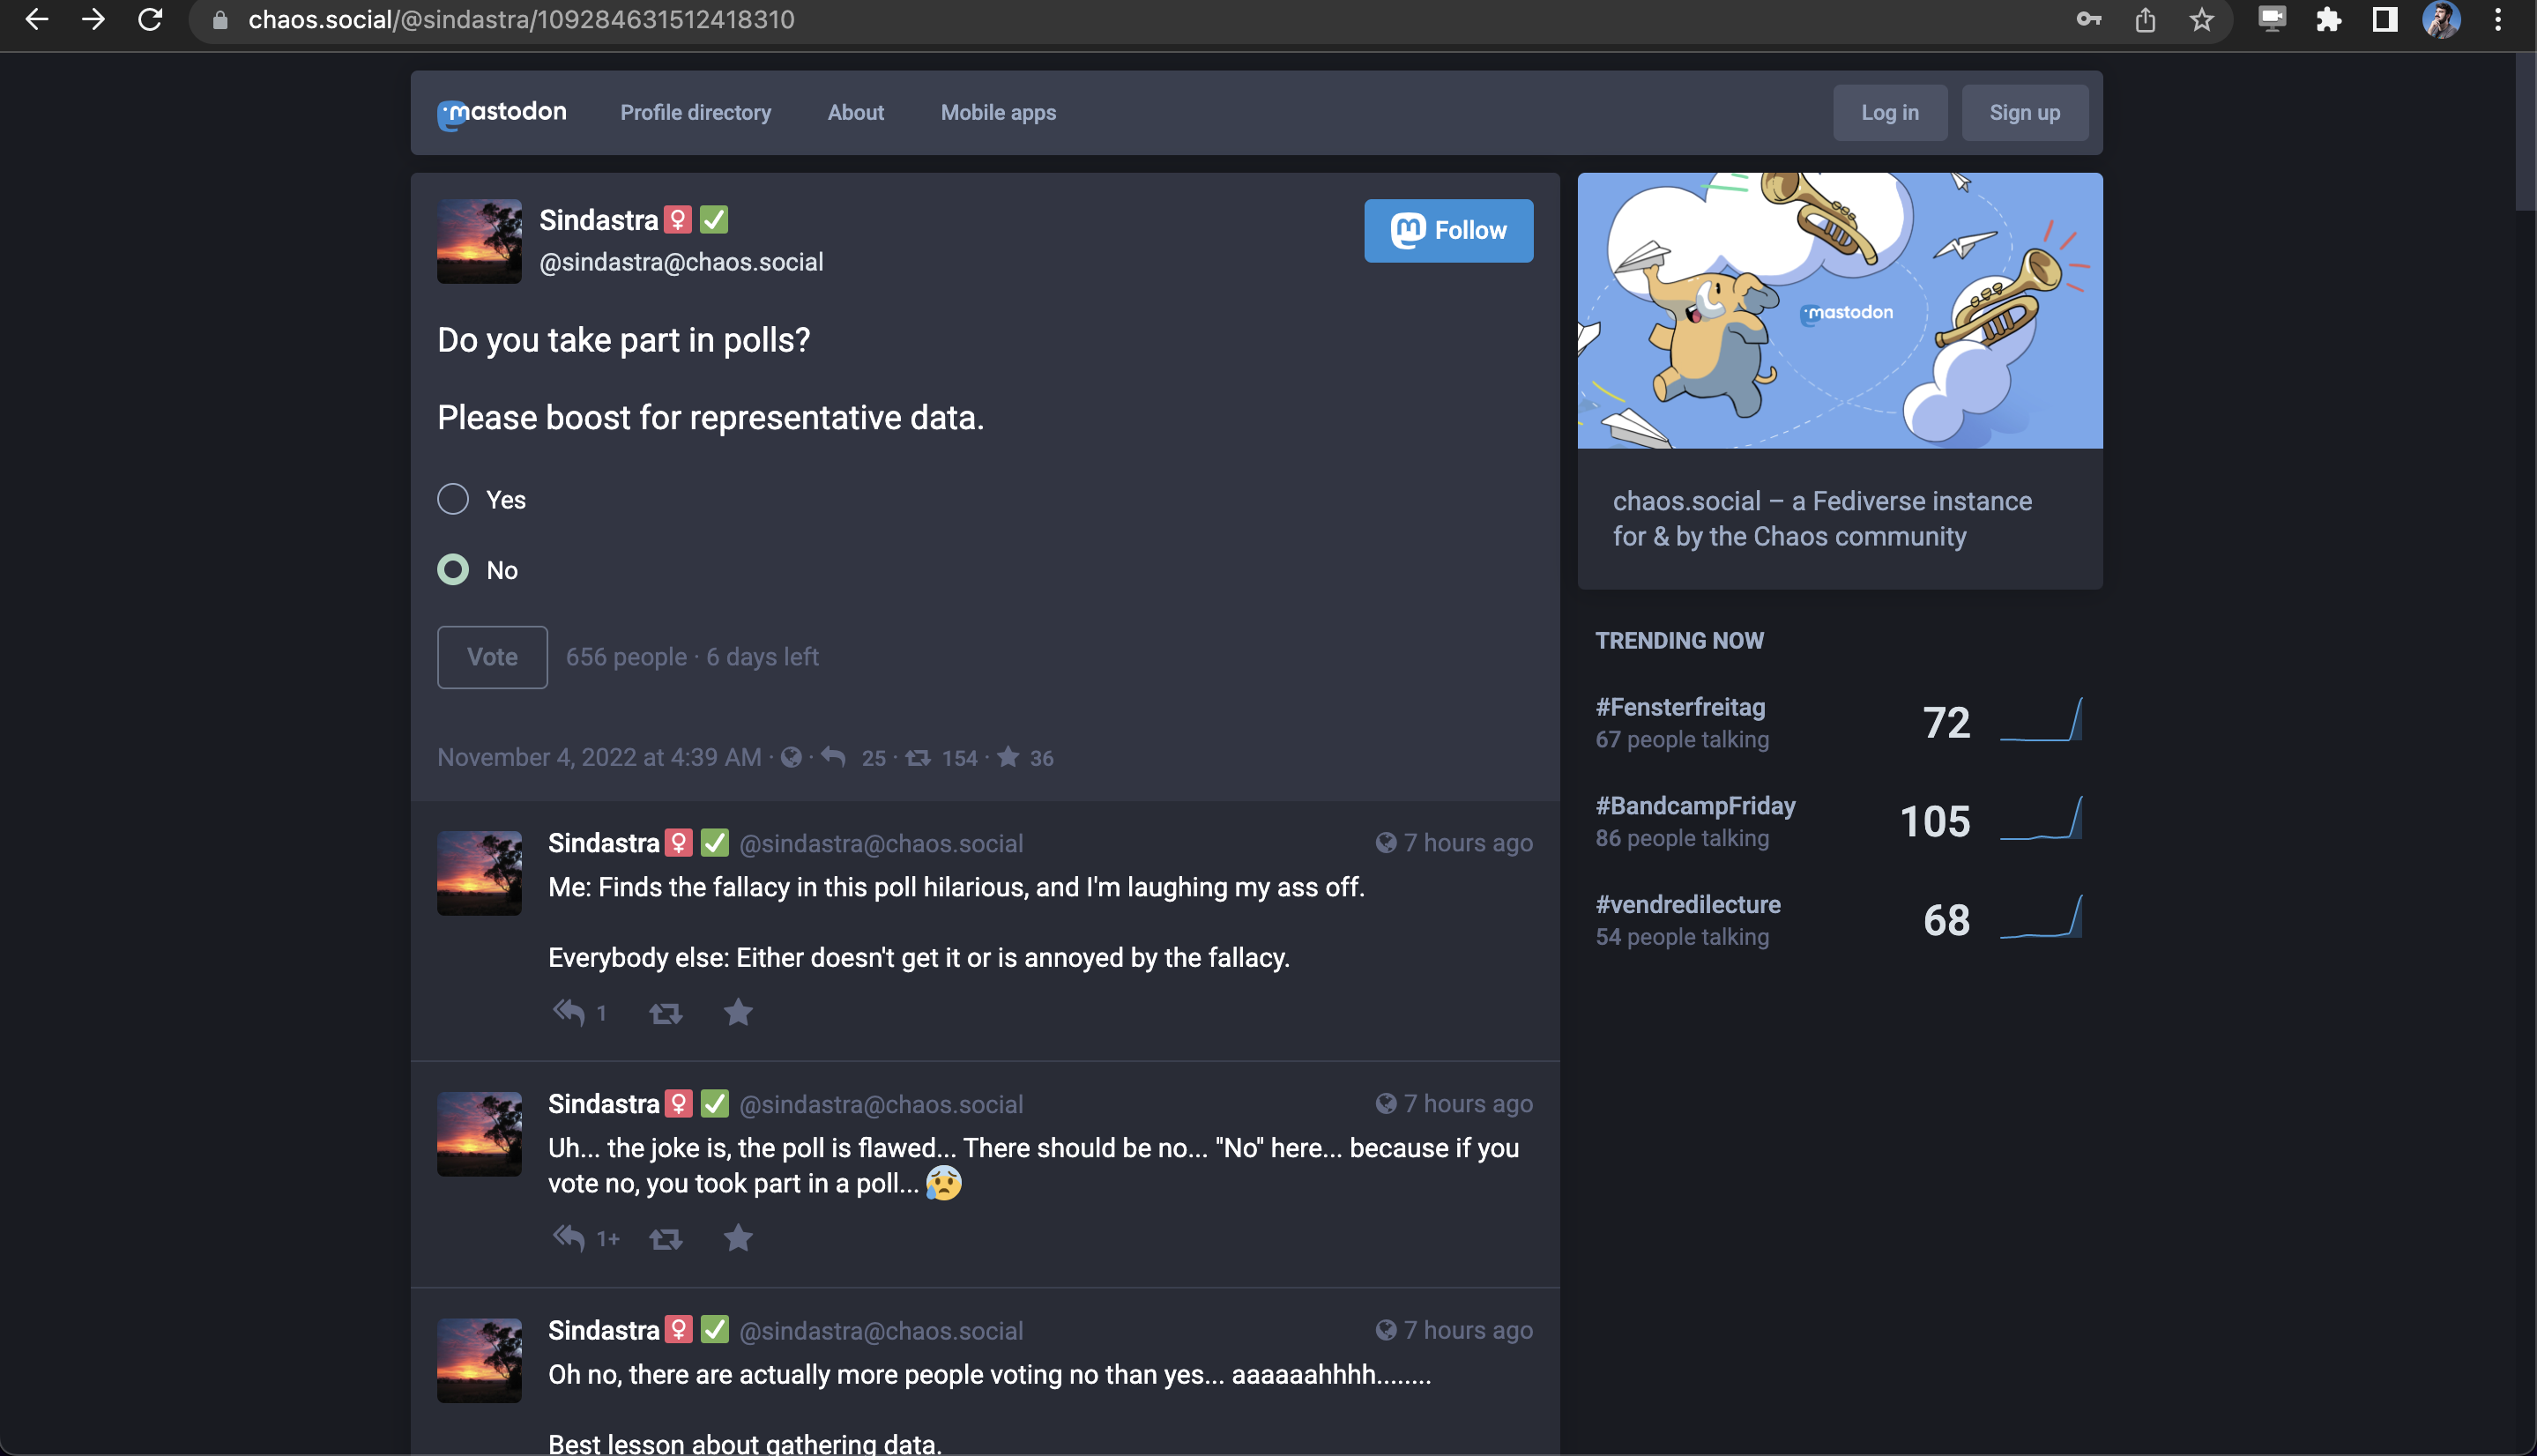 chaos.social/@sindastra/109284631512418310
mastodon
Profile directory
About
Mobile apps
Log in
Sign up
Sindastra
@sindastra@chaos.social
Follow
Do you take part in polls?
Please boost for representative data.
Yes
No
Vote
656 people · 6 days left
November 4, 2022 at 4:39 AM · · 25 · 154 · 36
Sindastra @sindastra@chaos.social
7 hours ago
Me: Finds the fallacy in this poll hilarious, and I'm laughing my ass off.
Everybody else: Either doesn't get it or is annoyed by the fallacy.
1
Sindastra @sindastra@chaos.social
7 hours ago
Uh... the joke is, the poll is flawed... There should be no... "No" here... because if you
vote no, you took part in a poll... 😰
1+
Sindastra @sindastra@chaos.social
7 hours ago
Oh no, there are actually more people voting no than yes... aaaaaahhhh........
Best lesson about gathering data.
mastodon
chaos.social – a Fediverse instance
for & by the Chaos community
TRENDING NOW
#Fensterfreitag
67 people talking
72
#BandcampFriday
86 people talking
105
#vendredilecture
54 people talking
68